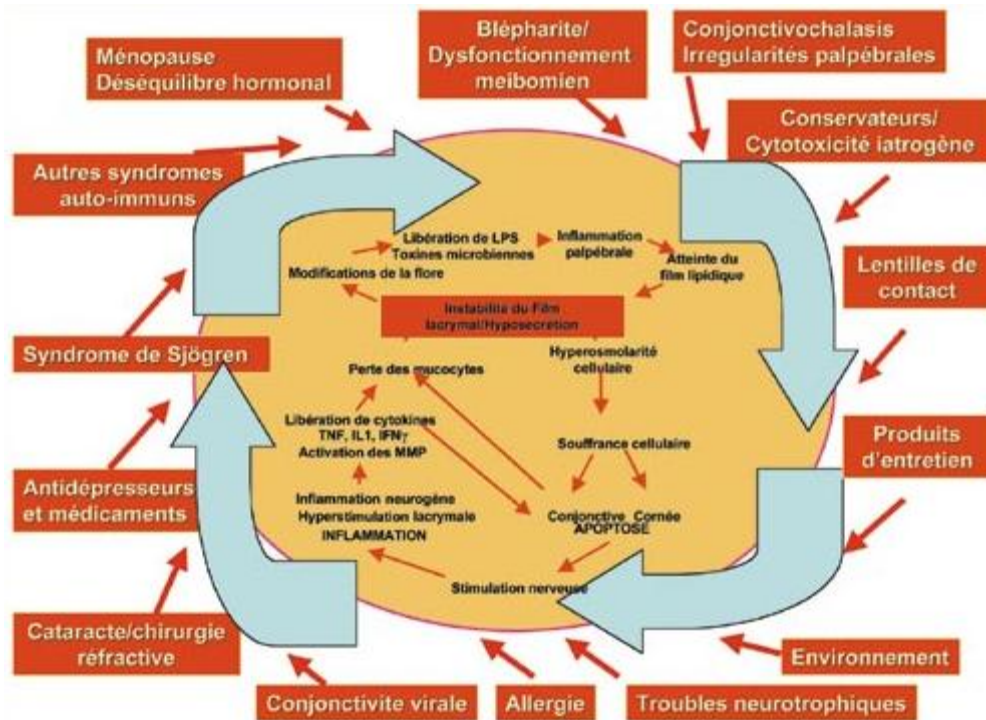 Ménopause
Déséquilibre hormonal
Blépharite/
Dysfonctionnement
meibomien
Conjonctivochalasis
Irregularités palpébrales
Conservateurs/
Cytotoxicité iatrogène
Autres syndromes
auto-immuns
Libération de LPS
Toxines microbiennes
Inflammation
palpébrale
Atteinte du
film lipidique
Modifications de la flore
Lentilles de
contact
Instabilité du Film
lacrymal/Hyposecrétion
Syndrome de Sjögren
Hyperosmolarité
cellulaire
Perte des mucocytes
Libération de cytokines
TNF, IL1, IFNγ
Activation des MMP
Souffrance cellulaire
Produits
d'entretien
Antidépresseurs
et médicaments
Inflammation neurogène
Hyperstimulation lacrymale
INFLAMMATION
Conjonctive Cornée
APOPTOSE
Stimulation nerveuse
Cataracte/chirurgie
réfractive
Environnement
Conjonctivite virale
Allergie
Troubles neurotrophiques